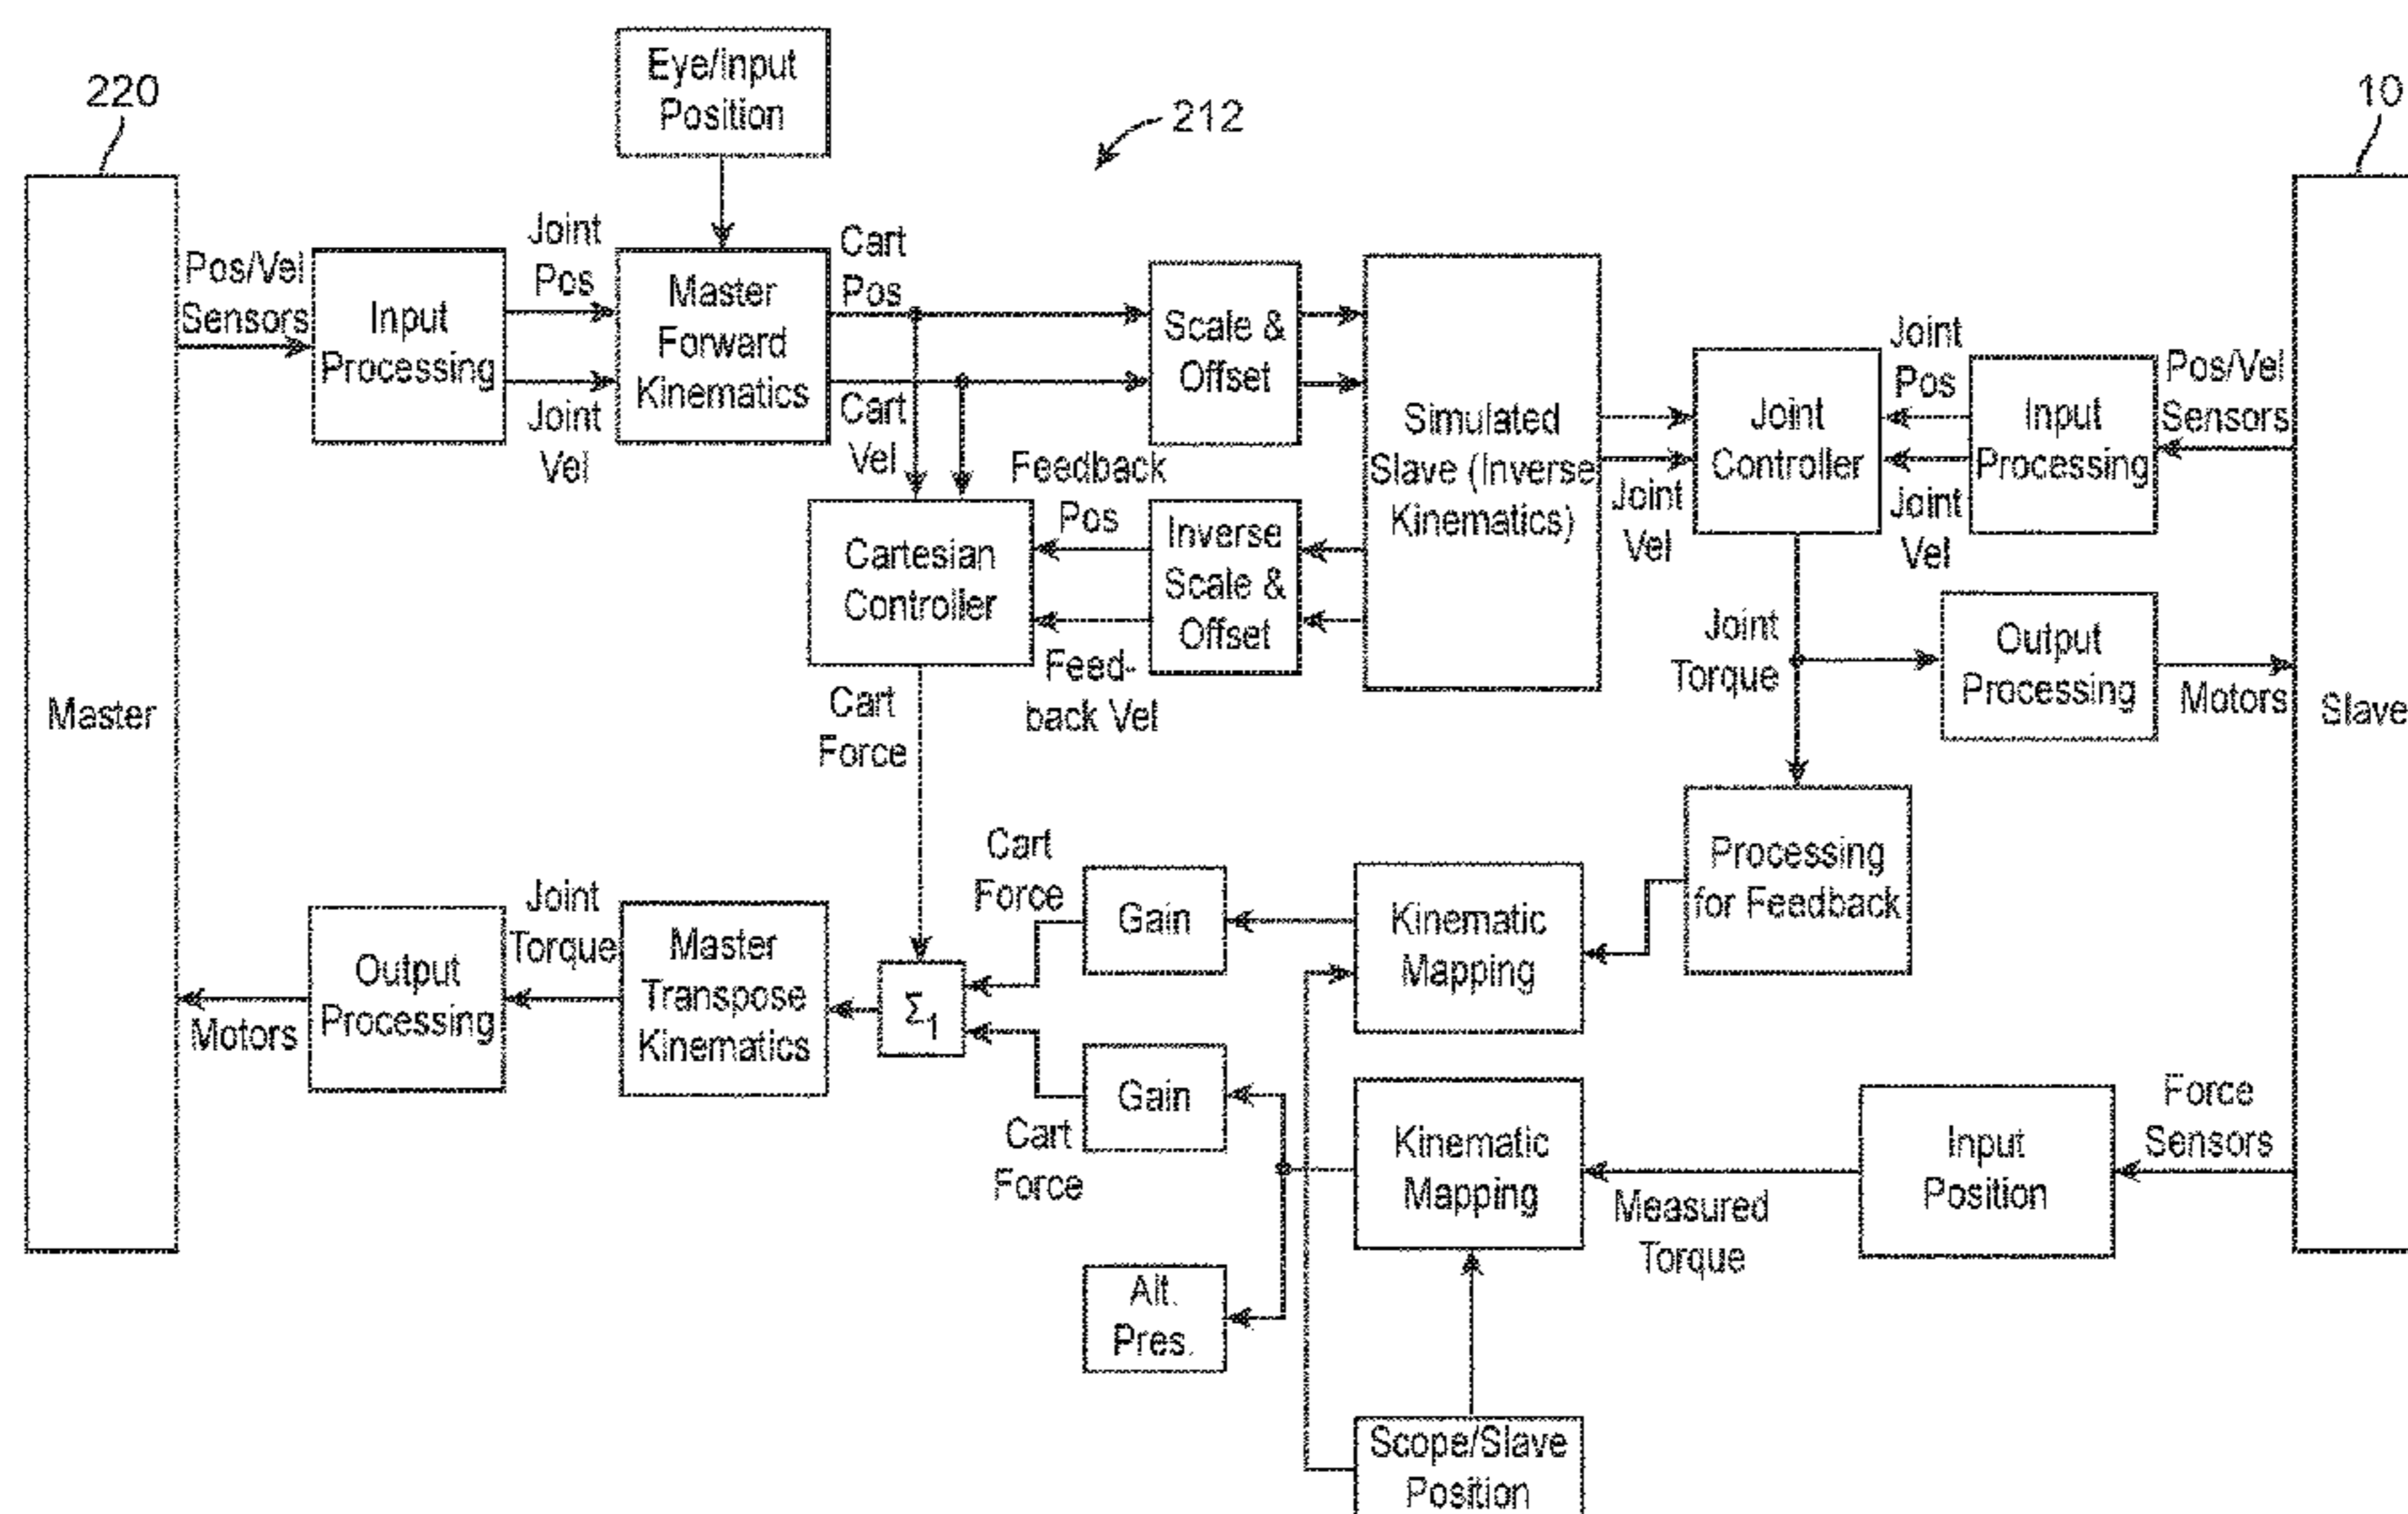 220
Eye/Input
Position
212
10
Master
Pos/Vel
Sensors
Input
Processing
Joint
Pos
Joint
Vel
Master
Forward
Kinematics
Cart
Pos
Cart
Vel
Scale &
Offset
Simulated
Slave (Inverse
Kinematics)
Joint
Vel
Joint
Controller
Joint
Pos
Joint
Vel
Input
Processing
Pos/Vel
Sensors
Slave
Cartesian
Controller
Feedback
Pos
Feed-
back Vel
Inverse
Scale &
Offset
Joint
Torque
Output
Processing
Motors
Cart
Force
Processing
for Feedback
Motors
Output
Processing
Joint
Torque
Master
Transpose
Kinematics
Σ1
Cart
Force
Gain
Kinematic
Mapping
Cart
Force
Gain
Kinematic
Mapping
Measured
Torque
Input
Position
Force
Sensors
Alt.
Pres.
Scope/Slave
Position